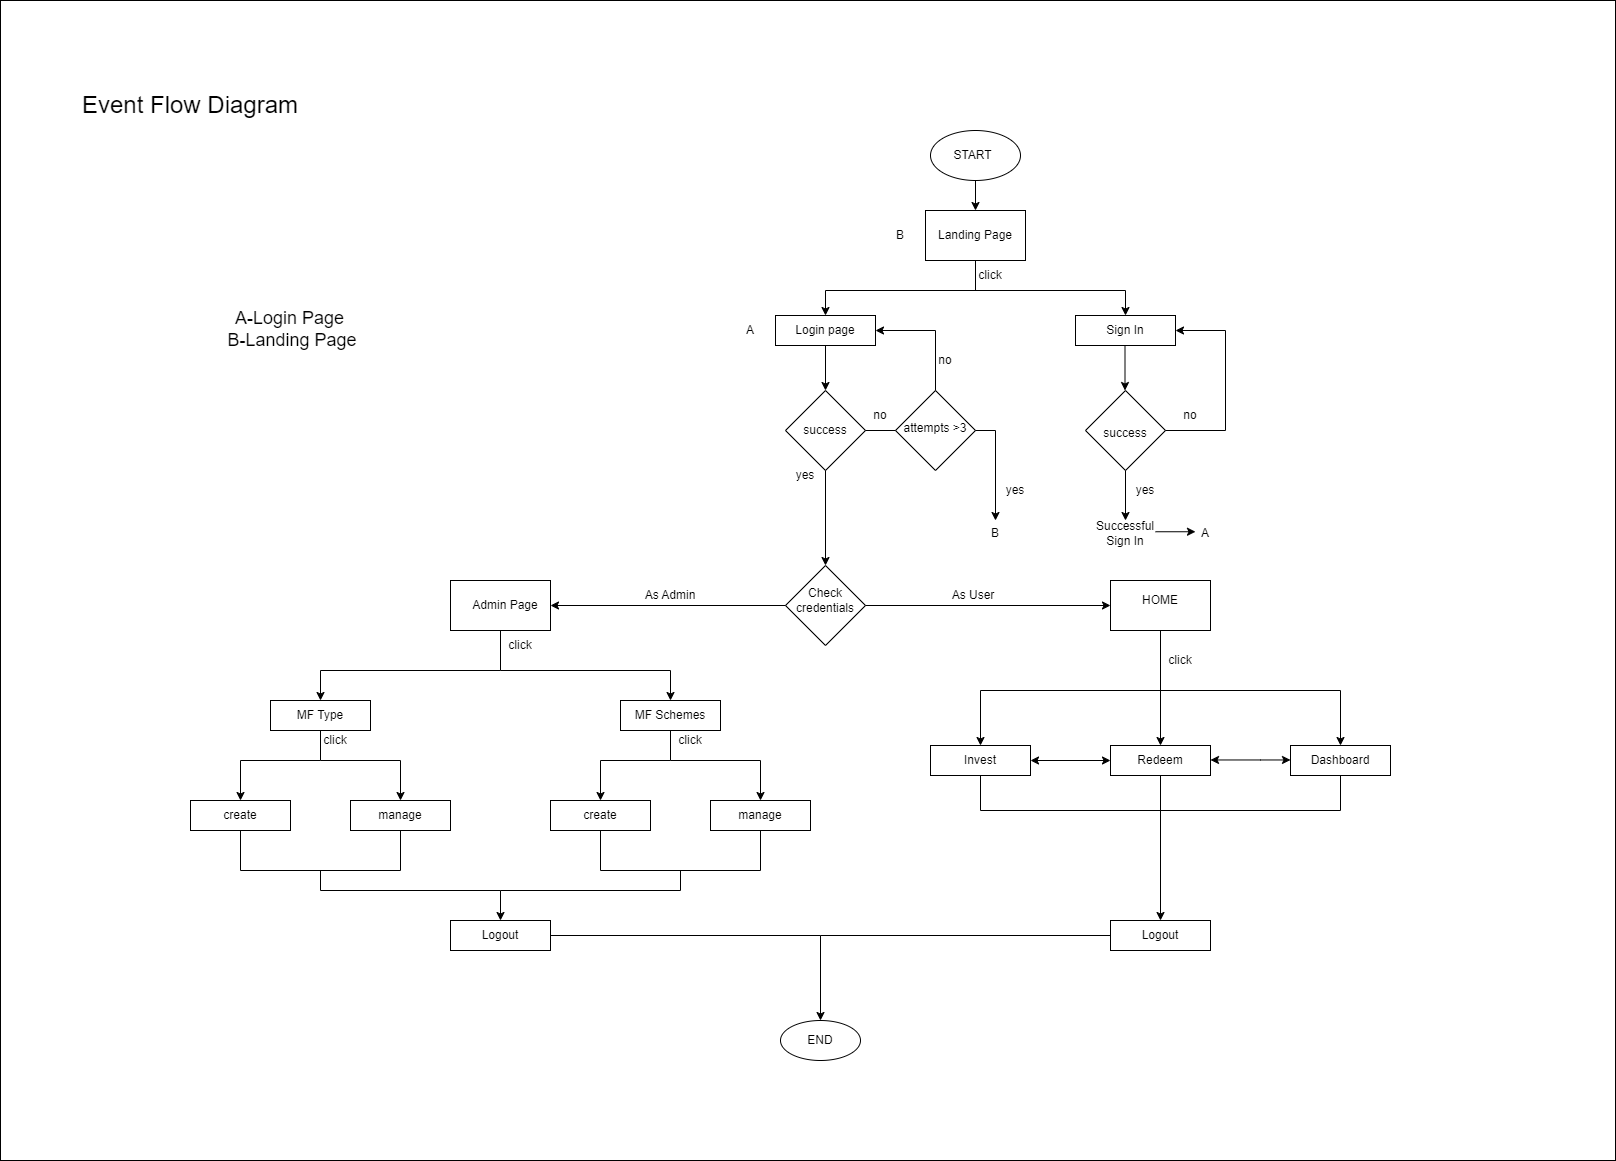 Event Flow Diagram
START
B
Landing Page
click
A-Login Page
B-Landing Page
A
Login page
Sign In
no
success
no
attempts >3
success
no
yes
yes
yes
B
Successful
Sign In
A
Admin Page
As Admin
Check
credentials
As User
HOME
click
click
MF Type
MF Schemes
click
click
Invest
Redeem
Dashboard
create
manage
create
manage
Logout
Logout
END